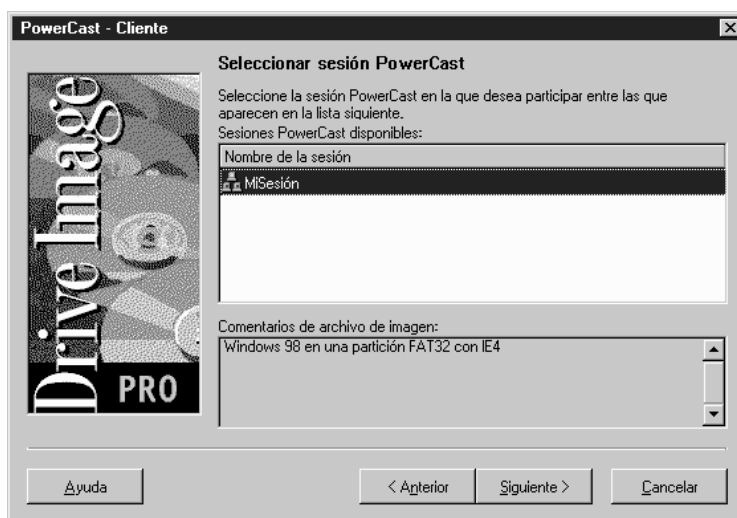 PowerCast - Cliente
Drive Image
PRO
Seleccionar sesión PowerCast
Seleccione la sesión PowerCast en la que desea participar entre las que
aparecen en la lista siguiente.
Sesiones PowerCast disponibles:
Nombre de la sesión
MiSesión
Comentarios de archivo de imagen:
Windows 98 en una partición FAT32 con IE4
Ayuda
< Anterior
Siguiente >
Cancelar